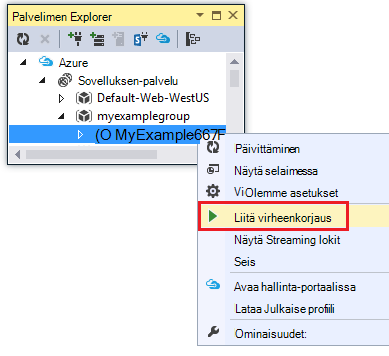 Palvelimen Explorer
Azure
Sovelluksen-palvelu
Default-Web-WestUS
myexamplegroup
(O MyExample667F
Päivittäminen
Näytä selaimessa
ViOlemme asetukset
Liitä virheenkorjaus
Näytä Streaming lokit
Seis
Avaa hallinta-portaalissa
Lataa Julkaise profiili
Ominaisuudet: